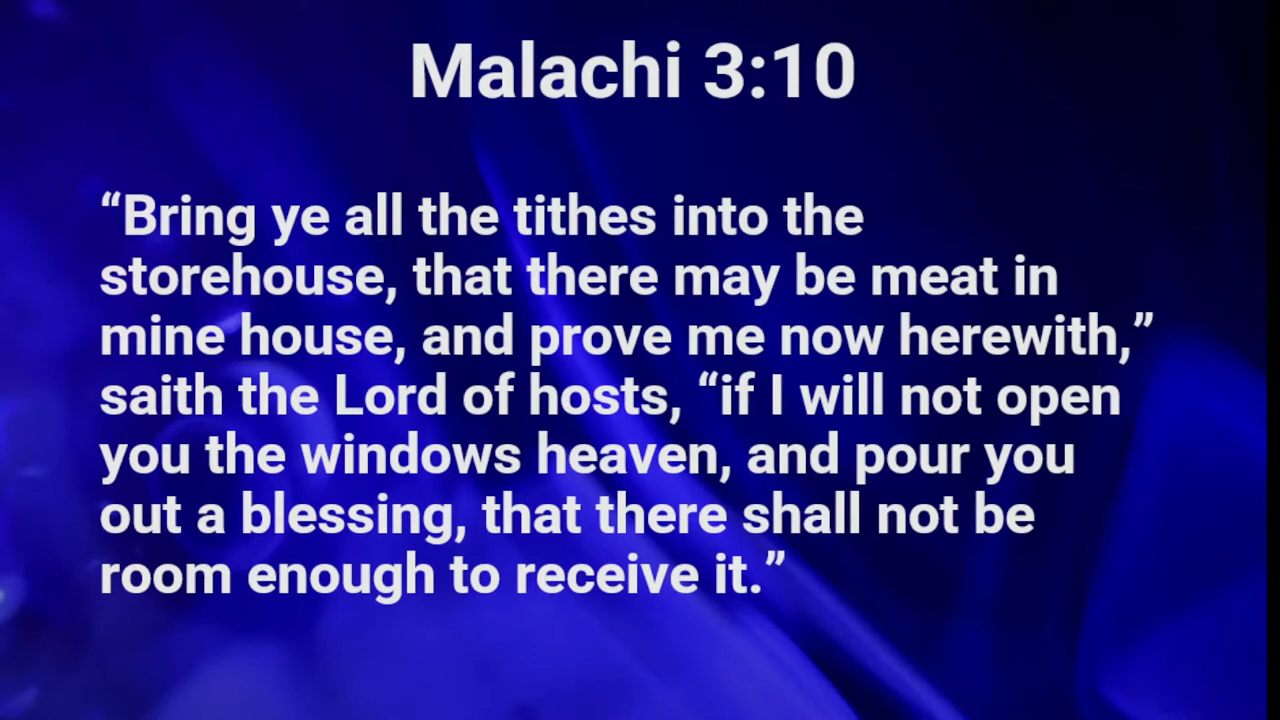 Malachi 3:10
“Bring ye all the tithes into the
storehouse, that there may be meat in
mine house, and prove me now herewith,”
saith the Lord of hosts, “if I will not open
you the windows heaven, and pour you
out a blessing, that there shall not be
room enough to receive it.”